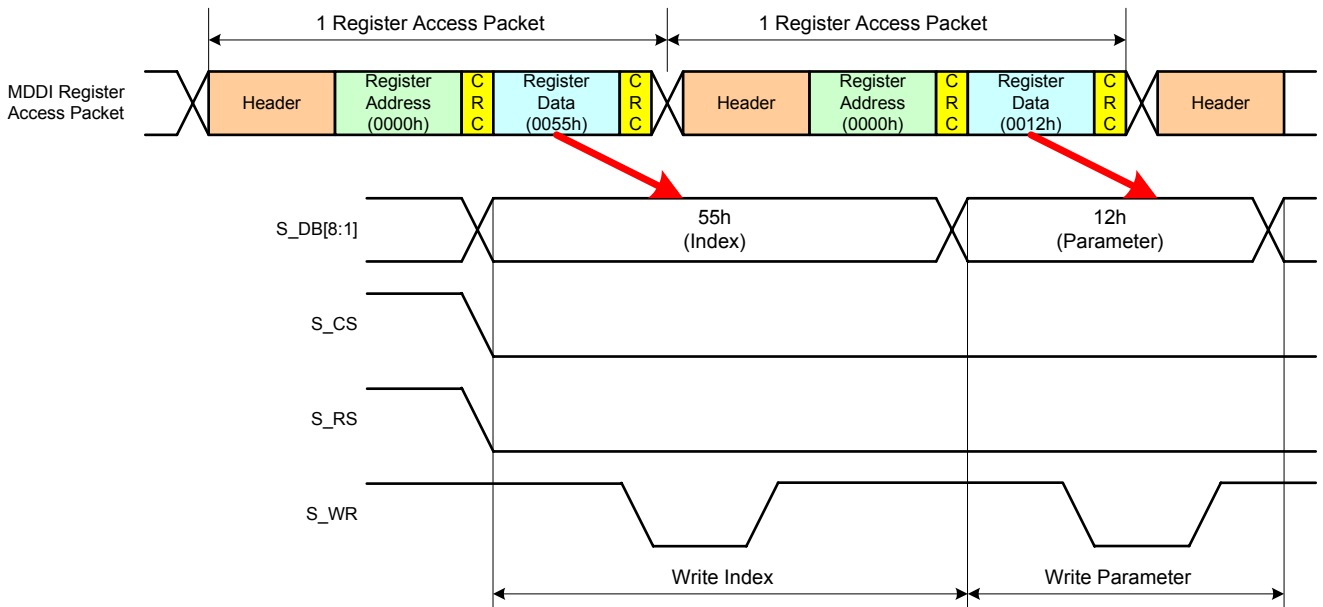 1 Register Access Packet
1 Register Access Packet
MDDI Register
Access Packet
Header
Register
Address
(0000h)
C
R
C
Register
Data
(0055h)
C
R
C
Header
Register
Address
(0000h)
C
R
C
Register
Data
(0012h)
C
R
C
Header
S_DB[8:1]
55h
(Index)
12h
(Parameter)
S_CS
S_RS
S_WR
Write Index
Write Parameter